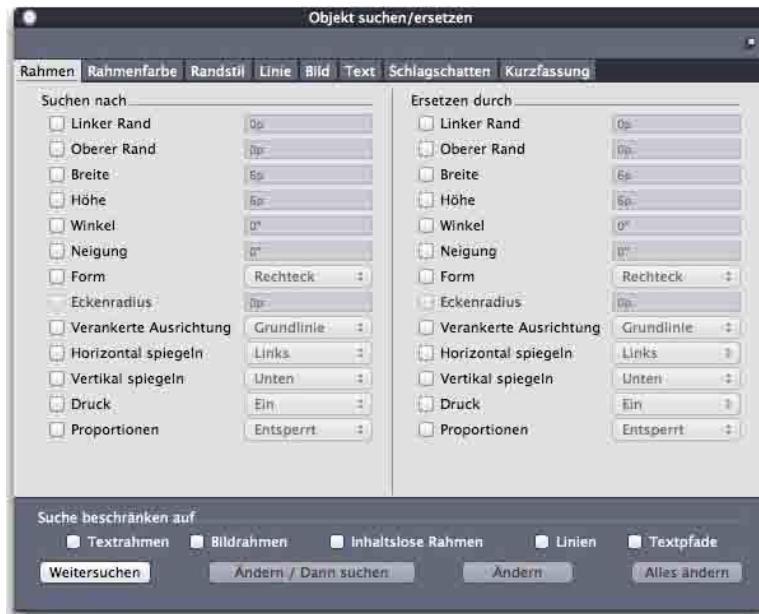 Objekt suchen/ersetzen
Rahmen Rahmenfarbe Randstil Linie Bild Text Schlagschatten Kurzfassung
Suchen nach Ersetzen durch
Linker Rand 0p Linker Rand 0p
Oberer Rand 0p Oberer Rand 0p
Breite 6p Breite 6p
Höhe 6p Höhe 6p
Winkel 0° Winkel 0°
Neigung 0° Neigung 0°
Form Rechteck Form Rechteck
Eckenradius 0p Eckenradius 0p
Verankerte Ausrichtung Grundlinie Verankerte Ausrichtung Grundlinie
Horizontal spiegeln Links Horizontal spiegeln Links
Vertikal spiegeln Unten Vertikal spiegeln Unten
Druck Ein Druck Ein
Proportionen Entsperrt Proportionen Entsperrt
Suche beschränken auf
Textrahmen Bildrahmen Inhaltslose Rahmen Linien Textpfade
Weitersuchen Ändern / Dann suchen Ändern Alles ändern